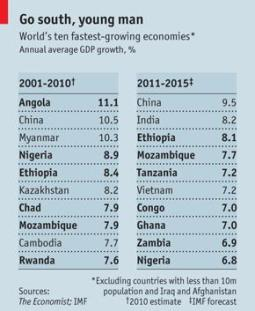 Go south, young man
World's ten fastest-growing economies*
Annual average GDP growth, %
2001-2010† 2011-2015‡
Angola 11.1 China 9.5
China 10.5 India 8.2
Myanmar 10.3 Ethiopia 8.1
Nigeria 8.9 Mozambique 7.7
Ethiopia 8.4 Tanzania 7.2
Kazakhstan 8.2 Vietnam 7.2
Chad 7.9 Congo 7.0
Mozambique 7.9 Ghana 7.0
Cambodia 7.7 Zambia 6.9
Rwanda 7.6 Nigeria 6.8
*Excluding countries with less than 10m
Sources: population and Iraq and Afghanistan
The Economist; IMF †2010 estimate ‡IMF forecast